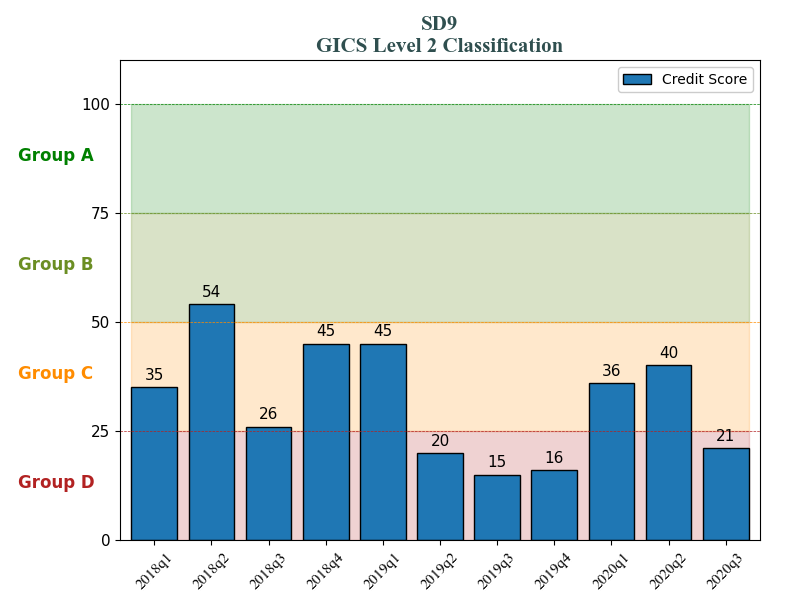 SD9
GICS Level 2 Classification
Credit Score
100
Group A
75
Group B
50
Group C
25
Group D
0
35
54
26
45
45
20
15
16
36
40
21
2018q1
2018q2
2018q3
2018q4
2019q1
2019q2
2019q3
2019q4
2020q1
2020q2
2020q3